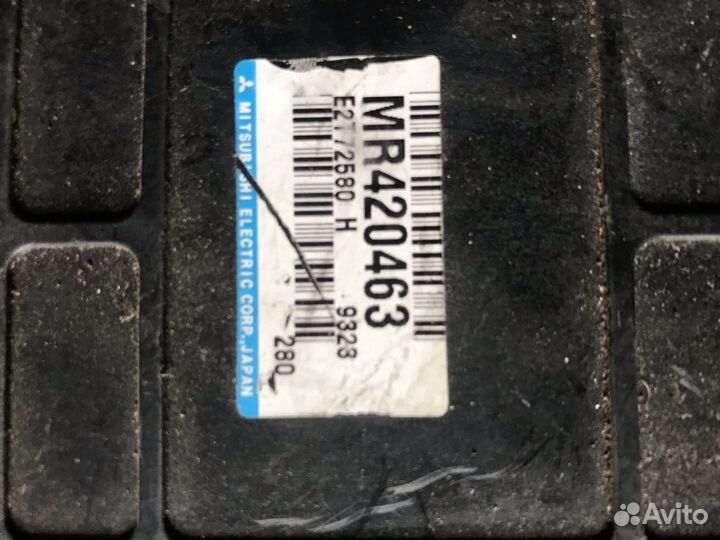 MR420463
E2T72580 H 9323
280
MITSUBISHI ELECTRIC CORP., JAPAN
Avito